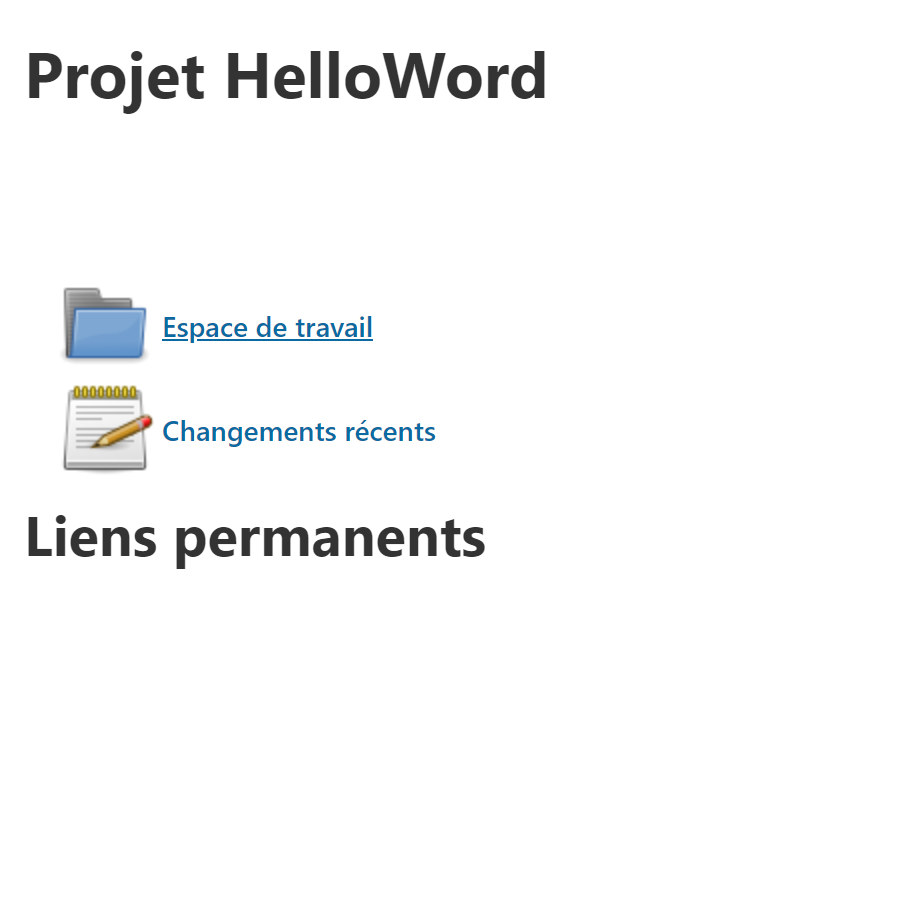 Projet HelloWord
Espace de travail
Changements récents
Liens permanents